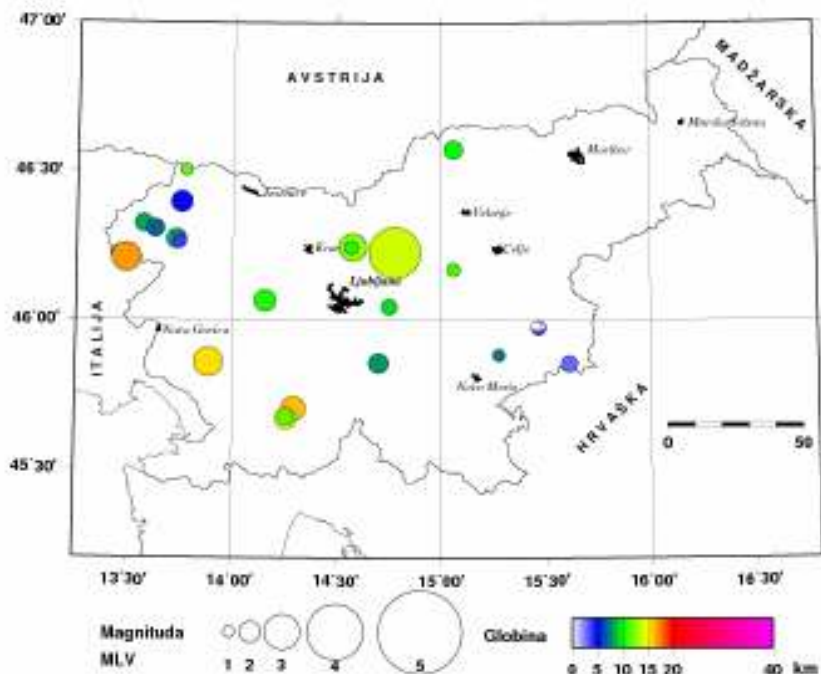 47°00'
46°30'
46°00'
45°30'
AVSTRIJA
MADŽARSKA
Maribor
Velenje
Celje
Ljubljana
Nova Gorica
Novo Mesto
ITALIJA
HRVAŠKA
0 50
13°30' 14°00' 14°30' 15°00' 15°30' 16°00' 16°30'
Magnituda
MLV
1 2 3 4 5
Globina
0 5 10 15 20 40 km